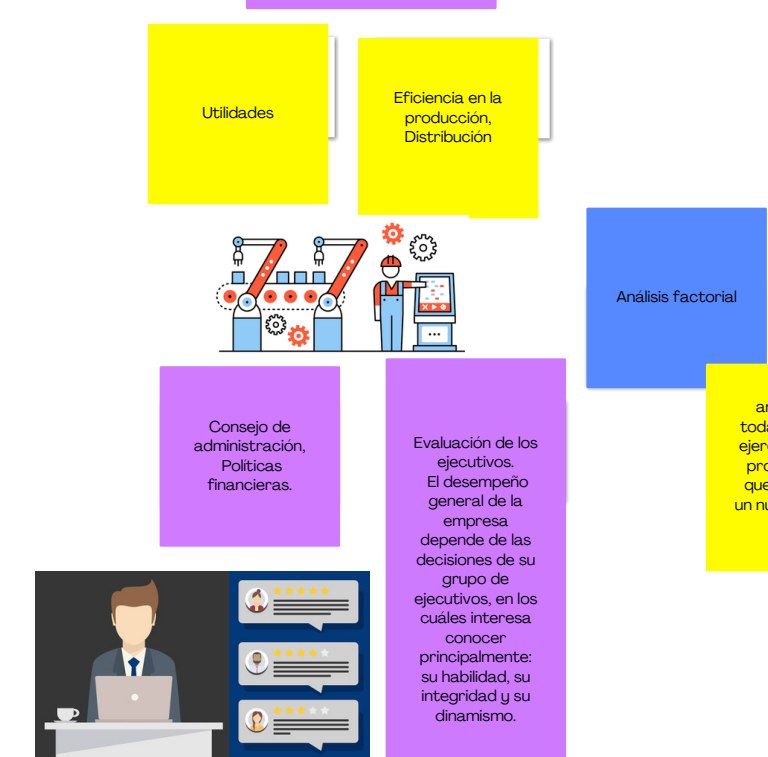 Utilidades
Eficiencia en la
producción,
Distribución
Análisis factorial
Consejo de
administración,
Políticas
financieras.
Evaluación de los
ejecutivos.
El desempeño
general de la
empresa
depende de las
decisiones de su
grupo de
ejecutivos, en los
cuáles interesa
conocer
principalmente:
su habilidad, su
integridad y su
dinamismo.
que